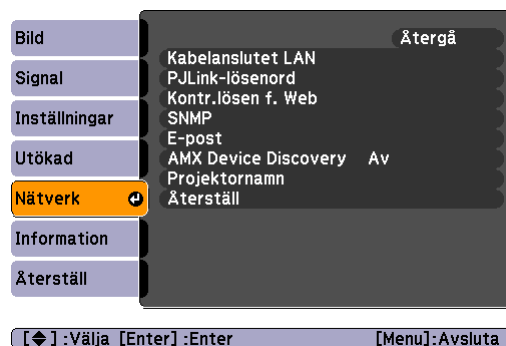 Bild
Signal
Inställningar
Utökad
Nätverk
Information
Återställ
Återgå
Kabelanslutet LAN
PJLink-lösenord
Kontr.lösen f. Web
SNMP
E-post
AMX Device Discovery Av
Projektornamn
Återställ
[◆] :Välja [Enter] :Enter [Menu]:Avsluta